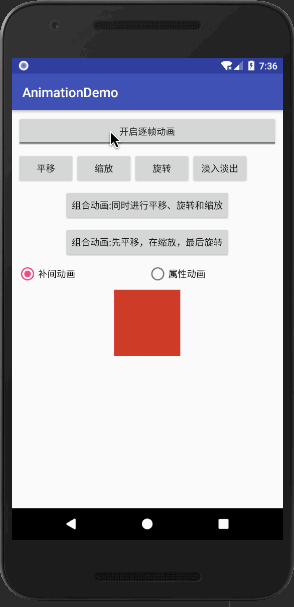 7:36
AnimationDemo
开启逐帧动画
平移 缩放 旋转 淡入淡出
组合动画:同时进行平移、旋转和缩放
组合动画:先平移，在缩放，最后旋转
补间动画 属性动画